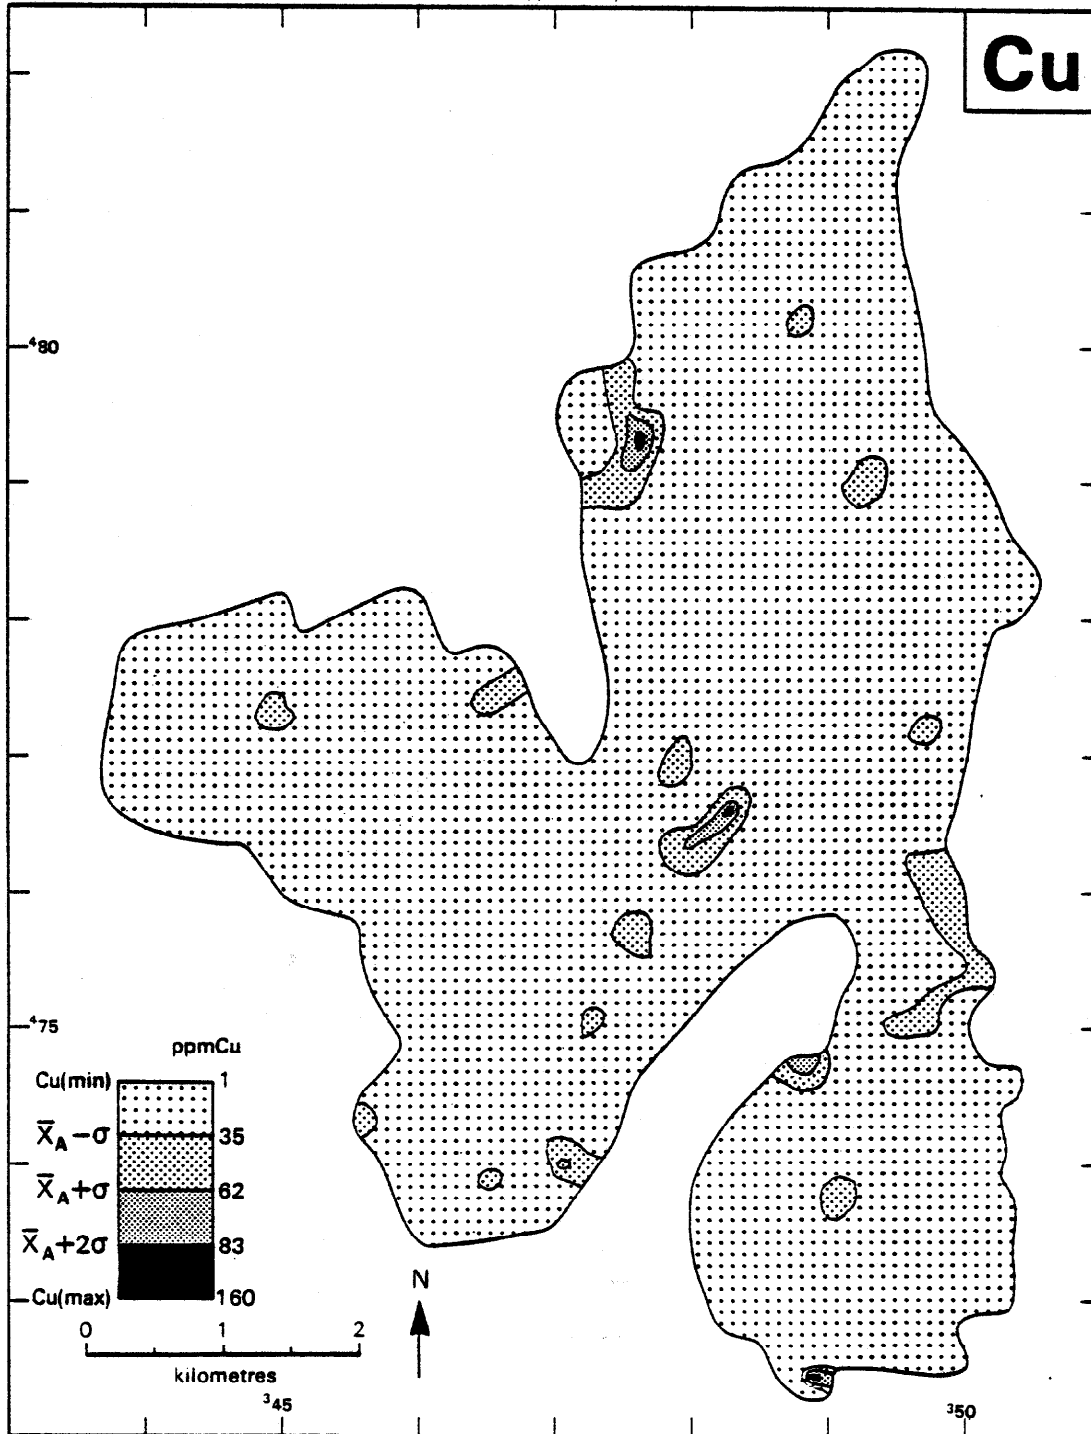 Cu
⁴80
⁴75
ppmCu
Cu(min) 1
X̄A−σ 35
X̄A+σ 62
X̄A+2σ 83
Cu(max) 160
N
0 1 2
kilometres
³45
³50